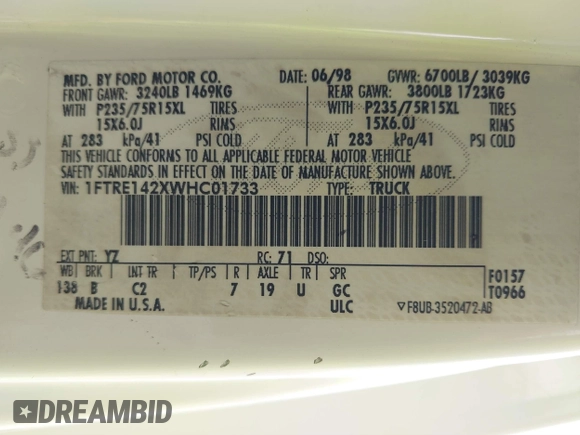 MFD. BY FORD MOTOR CO. DATE: 06/98 GVWR: 6700LB/ 3039KG
FRONT GAWR: 3240LB 1469KG REAR GAWR: 3800LB 1723KG
WITH P235/75R15XL TIRES WITH P235/75R15XL TIRES
15X6.0J RIMS 15X6.0J RIMS
AT 283 kPa/41 PSI COLD AT 283 kPa/41 PSI COLD
THIS VEHICLE CONFORMS TO ALL APPLICABLE FEDERAL MOTOR VEHICLE
SAFETY STANDARDS IN EFFECT ON THE DATE OF MANUFACTURE SHOWN ABOVE.
VIN: 1FTRE142XWHC01733 TYPE: TRUCK
EXT PNT: YZ RC: 71 DSO:
WB BRK INT TR TP/PS R AXLE TR SPR F0157
138 B C2 7 19 U GC T0966
MADE IN U.S.A. ULC ▽F8UB-3520472-AB
DREAMBID